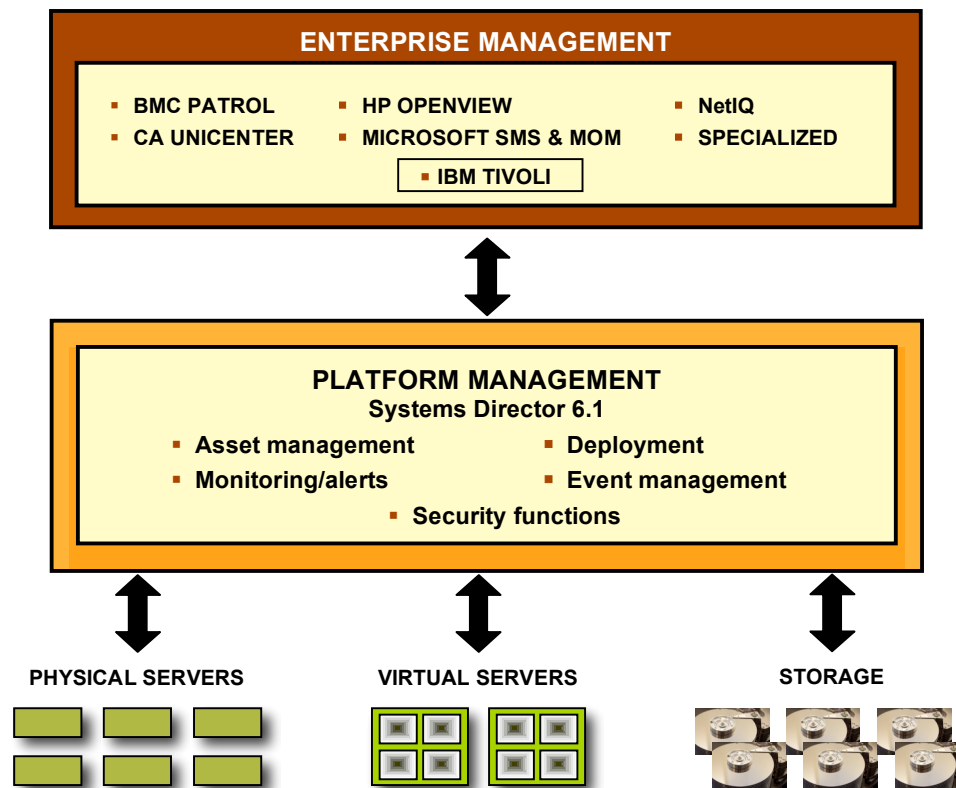 ENTERPRISE MANAGEMENT
▪ BMC PATROL ▪ HP OPENVIEW ▪ NetIQ
▪ CA UNICENTER ▪ MICROSOFT SMS & MOM ▪ SPECIALIZED
▪ IBM TIVOLI
PLATFORM MANAGEMENT
Systems Director 6.1
▪ Asset management ▪ Deployment
▪ Monitoring/alerts ▪ Event management
▪ Security functions
PHYSICAL SERVERS VIRTUAL SERVERS STORAGE